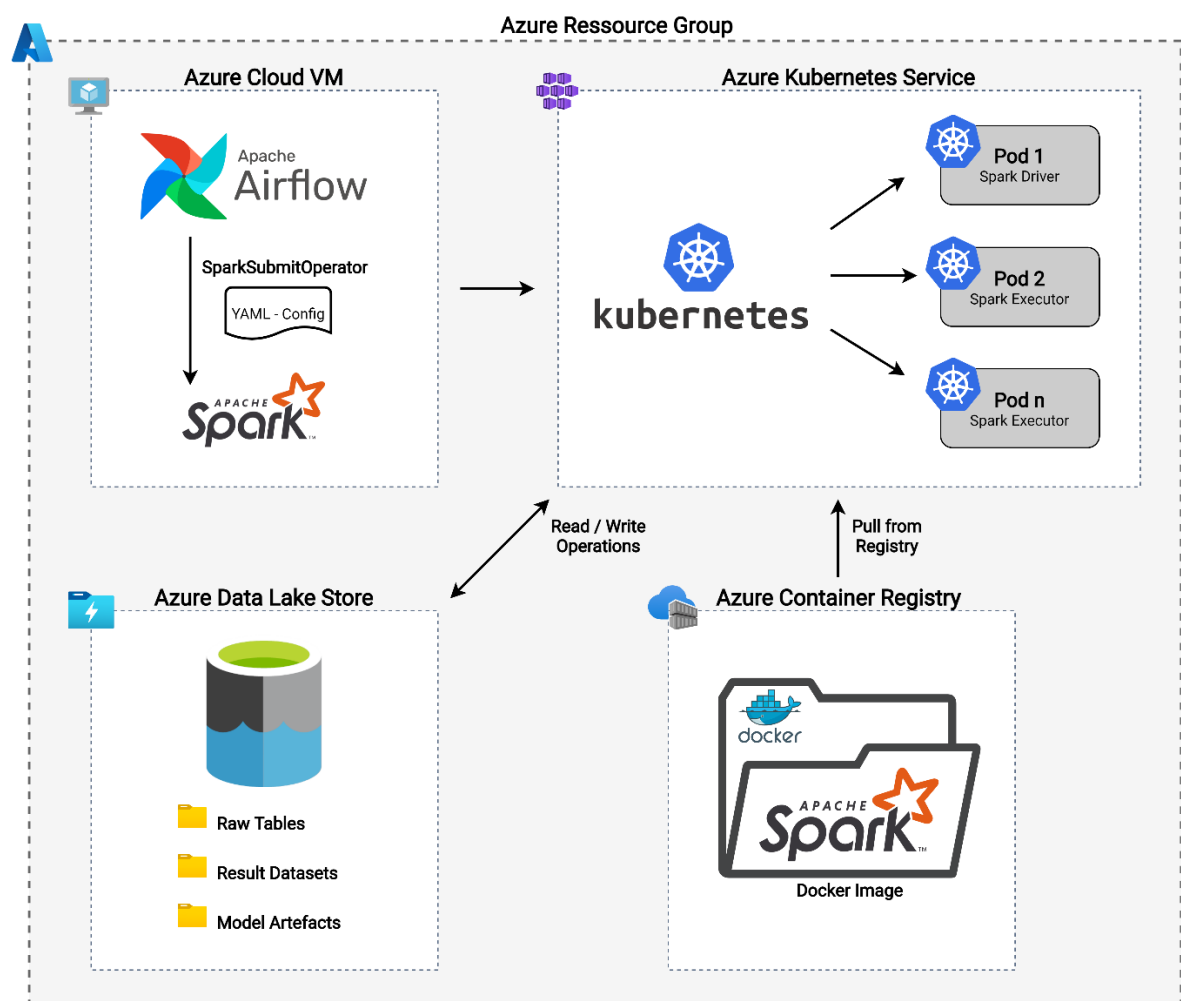 Azure Ressource Group
Azure Cloud VM
Apache
Airflow
SparkSubmitOperator
YAML - Config
APACHE
Spark™
Azure Kubernetes Service
kubernetes
Pod 1
Spark Driver
Pod 2
Spark Executor
Pod n
Spark Executor
Read / Write
Operations
Pull from
Registry
Azure Data Lake Store
Raw Tables
Result Datasets
Model Artefacts
Azure Container Registry
docker
APACHE
Spark™
Docker Image